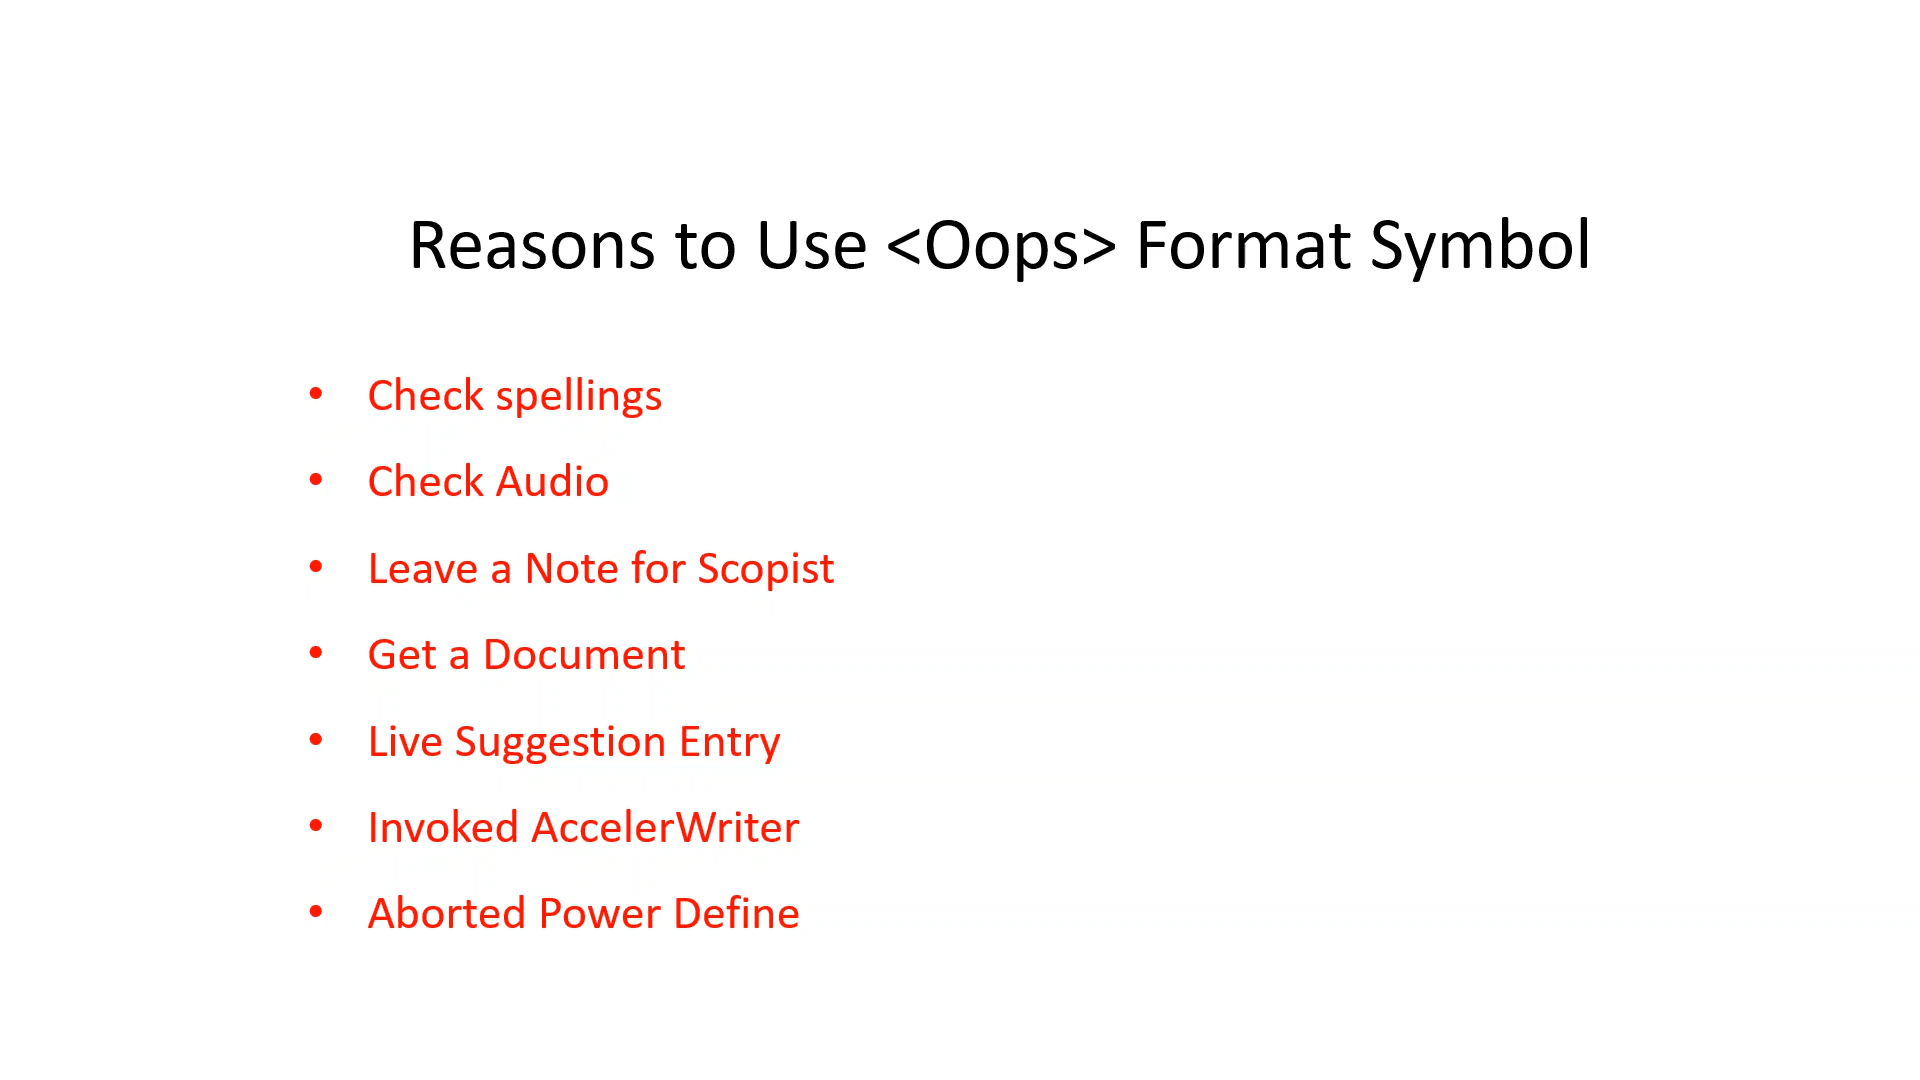 Reasons to Use <Oops> Format Symbol
• Check spellings
• Check Audio
• Leave a Note for Scopist
• Get a Document
• Live Suggestion Entry
• Invoked AccelerWriter
• Aborted Power Define